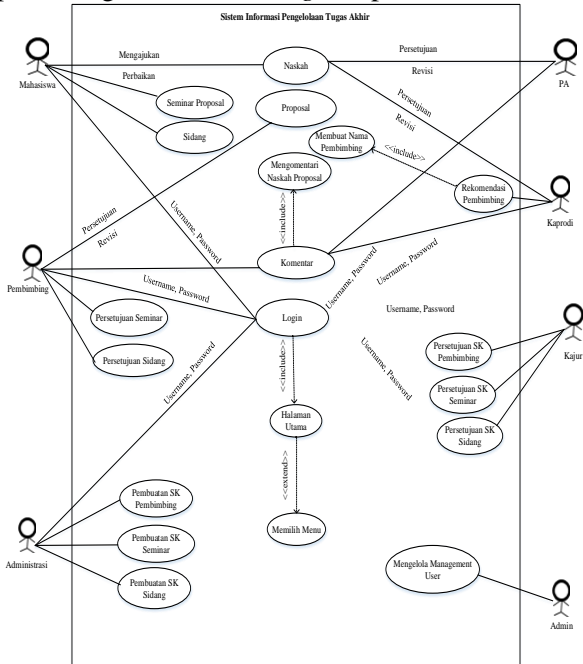 Sistem Informasi Pengelolaan Tugas Akhir
Mahasiswa
Mengajukan
Naskah
Persetujuan
Revisi
PA
Perbaikan
Seminar Proposal
Sidang
Proposal
Persetujuan
Revisi
Membuat Nama
Pembimbing
<<include>>
Mengomentari
Naskah Proposal
Rekomendasi
Pembimbing
Kaprodi
<<include>>
Username, Password
Persetujuan
Revisi
Komentar
Pembimbing
Username, Password
Username, Password
Username, Password
Username, Password
Login
Persetujuan Seminar
Persetujuan Sidang
Username, Password
Username, Password
<<include>>
Kajur
Persetujuan SK
Pembimbing
Persetujuan SK
Seminar
Persetujuan SK
Sidang
Halaman
Utama
<<extend>>
Memilih Menu
Administrasi
Pembuatan SK
Pembimbing
Pembuatan SK
Seminar
Pembuatan SK
Sidang
Mengelola Management
User
Admin